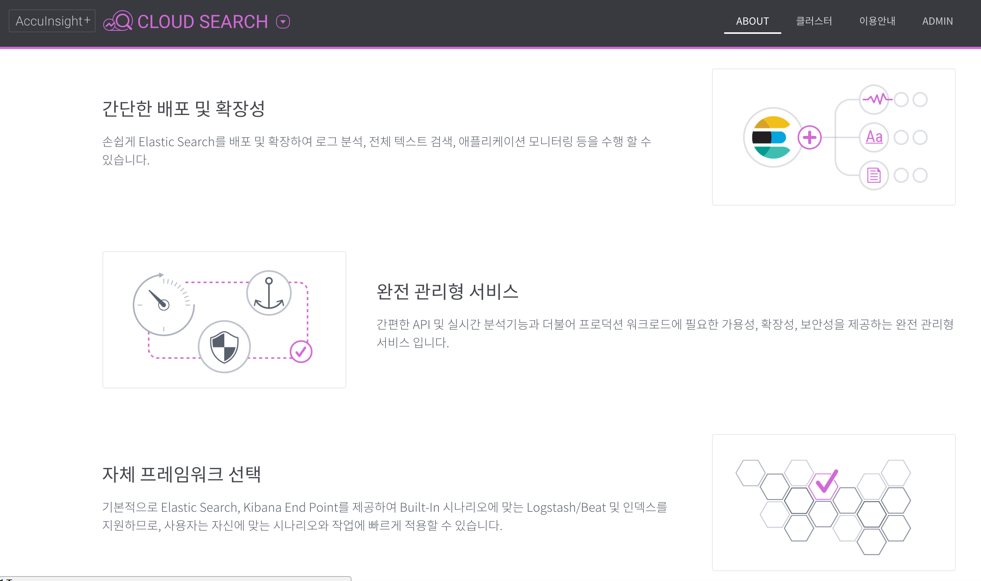 AccuInsight+ CLOUD SEARCH ABOUT 클러스터 이용안내 ADMIN
간단한 배포 및 확장성
손쉽게 Elastic Search를 배포 및 확장하여 로그 분석, 전체 텍스트 검색, 애플리케이션 모니터링 등을 수행 할 수
있습니다.
Aa
완전 관리형 서비스
간편한 API 및 실시간 분석기능과 더불어 프로덕션 워크로드에 필요한 가용성, 확장성, 보안성을 제공하는 완전 관리형
서비스 입니다.
자체 프레임워크 선택
기본적으로 Elastic Search, Kibana End Point를 제공하여 Built-In 시나리오에 맞는 Logstash/Beat 및 인덱스를
지원하므로, 사용자는 자신에 맞는 시나리오와 작업에 빠르게 적용할 수 있습니다.